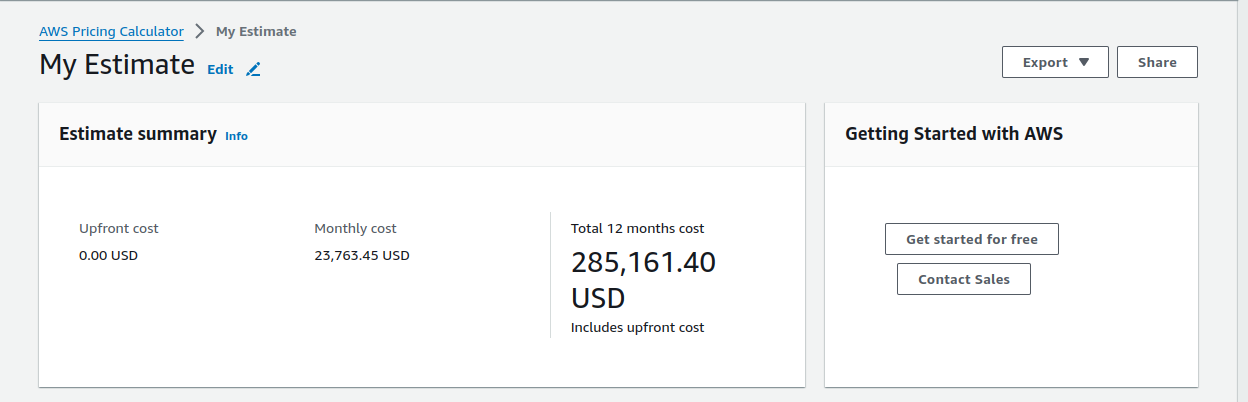 AWS Pricing Calculator > My Estimate
My Estimate Edit
Export ▼ Share
Estimate summary Info
Upfront cost
0.00 USD
Monthly cost
23,763.45 USD
Total 12 months cost
285,161.40
USD
Includes upfront cost
Getting Started with AWS
Get started for free
Contact Sales